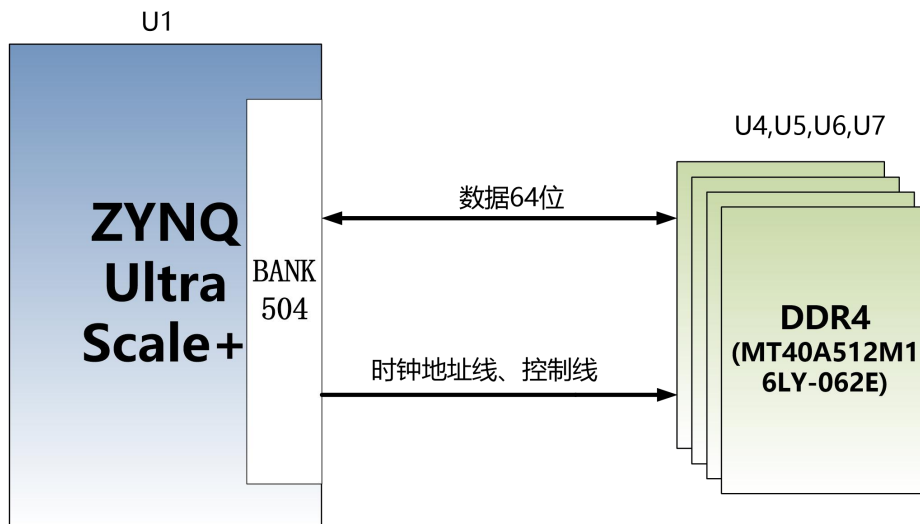 U1
U4,U5,U6,U7
数据64位
ZYNQ
Ultra
Scale+
BANK
504
DDR4
(MT40A512M1
6LY-062E)
时钟地址线、控制线